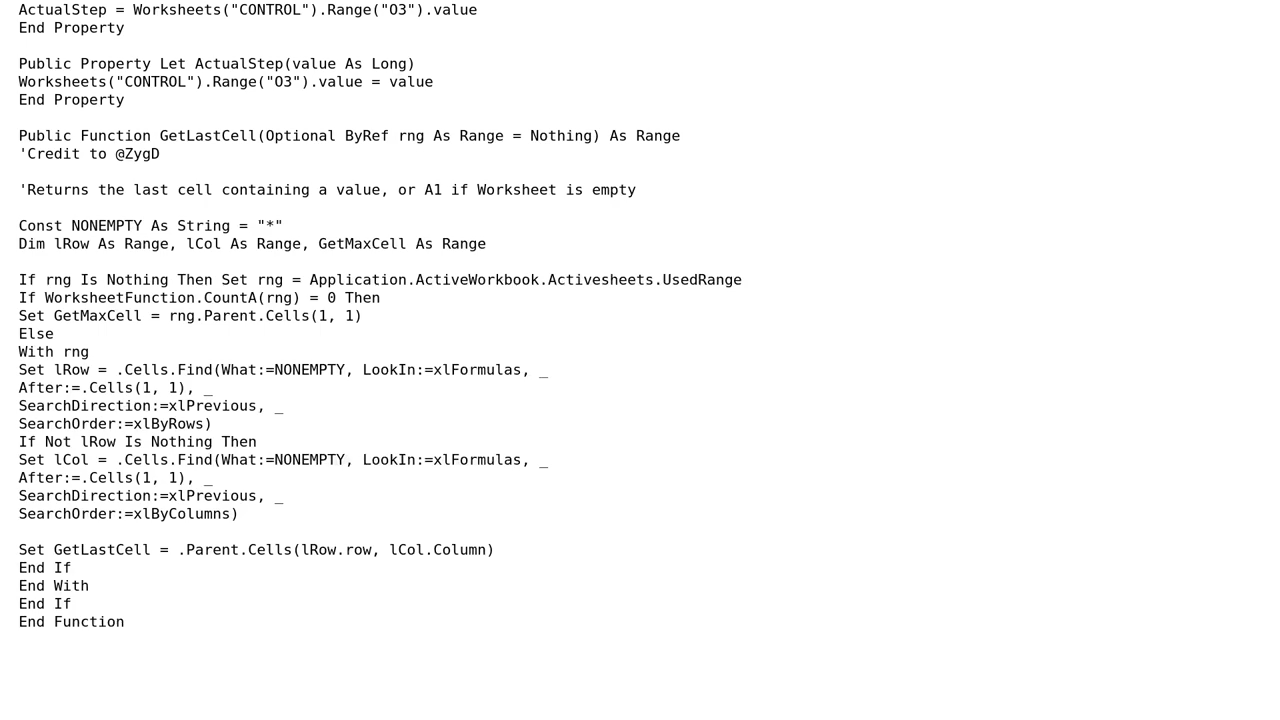 ActualStep = Worksheets("CONTROL").Range("O3").value
End Property
Public Property Let ActualStep(value As Long)
Worksheets("CONTROL").Range("O3").value = value
End Property
Public Function GetLastCell(Optional ByRef rng As Range = Nothing) As Range
'Credit to @ZygD
'Returns the last cell containing a value, or A1 if Worksheet is empty
Const NONEMPTY As String = "*"
Dim lRow As Range, lCol As Range, GetMaxCell As Range
If rng Is Nothing Then Set rng = Application.ActiveWorkbook.Activesheets.UsedRange
If WorksheetFunction.CountA(rng) = 0 Then
Set GetMaxCell = rng.Parent.Cells(1, 1)
Else
With rng
Set lRow = .Cells.Find(What:=NONEMPTY, LookIn:=xlFormulas, _
After:=.Cells(1, 1), _
SearchDirection:=xlPrevious, _
SearchOrder:=xlByRows)
If Not lRow Is Nothing Then
Set lCol = .Cells.Find(What:=NONEMPTY, LookIn:=xlFormulas, _
After:=.Cells(1, 1), _
SearchDirection:=xlPrevious, _
SearchOrder:=xlByColumns)
Set GetLastCell = .Parent.Cells(lRow.row, lCol.Column)
End If
End With
End If
End Function